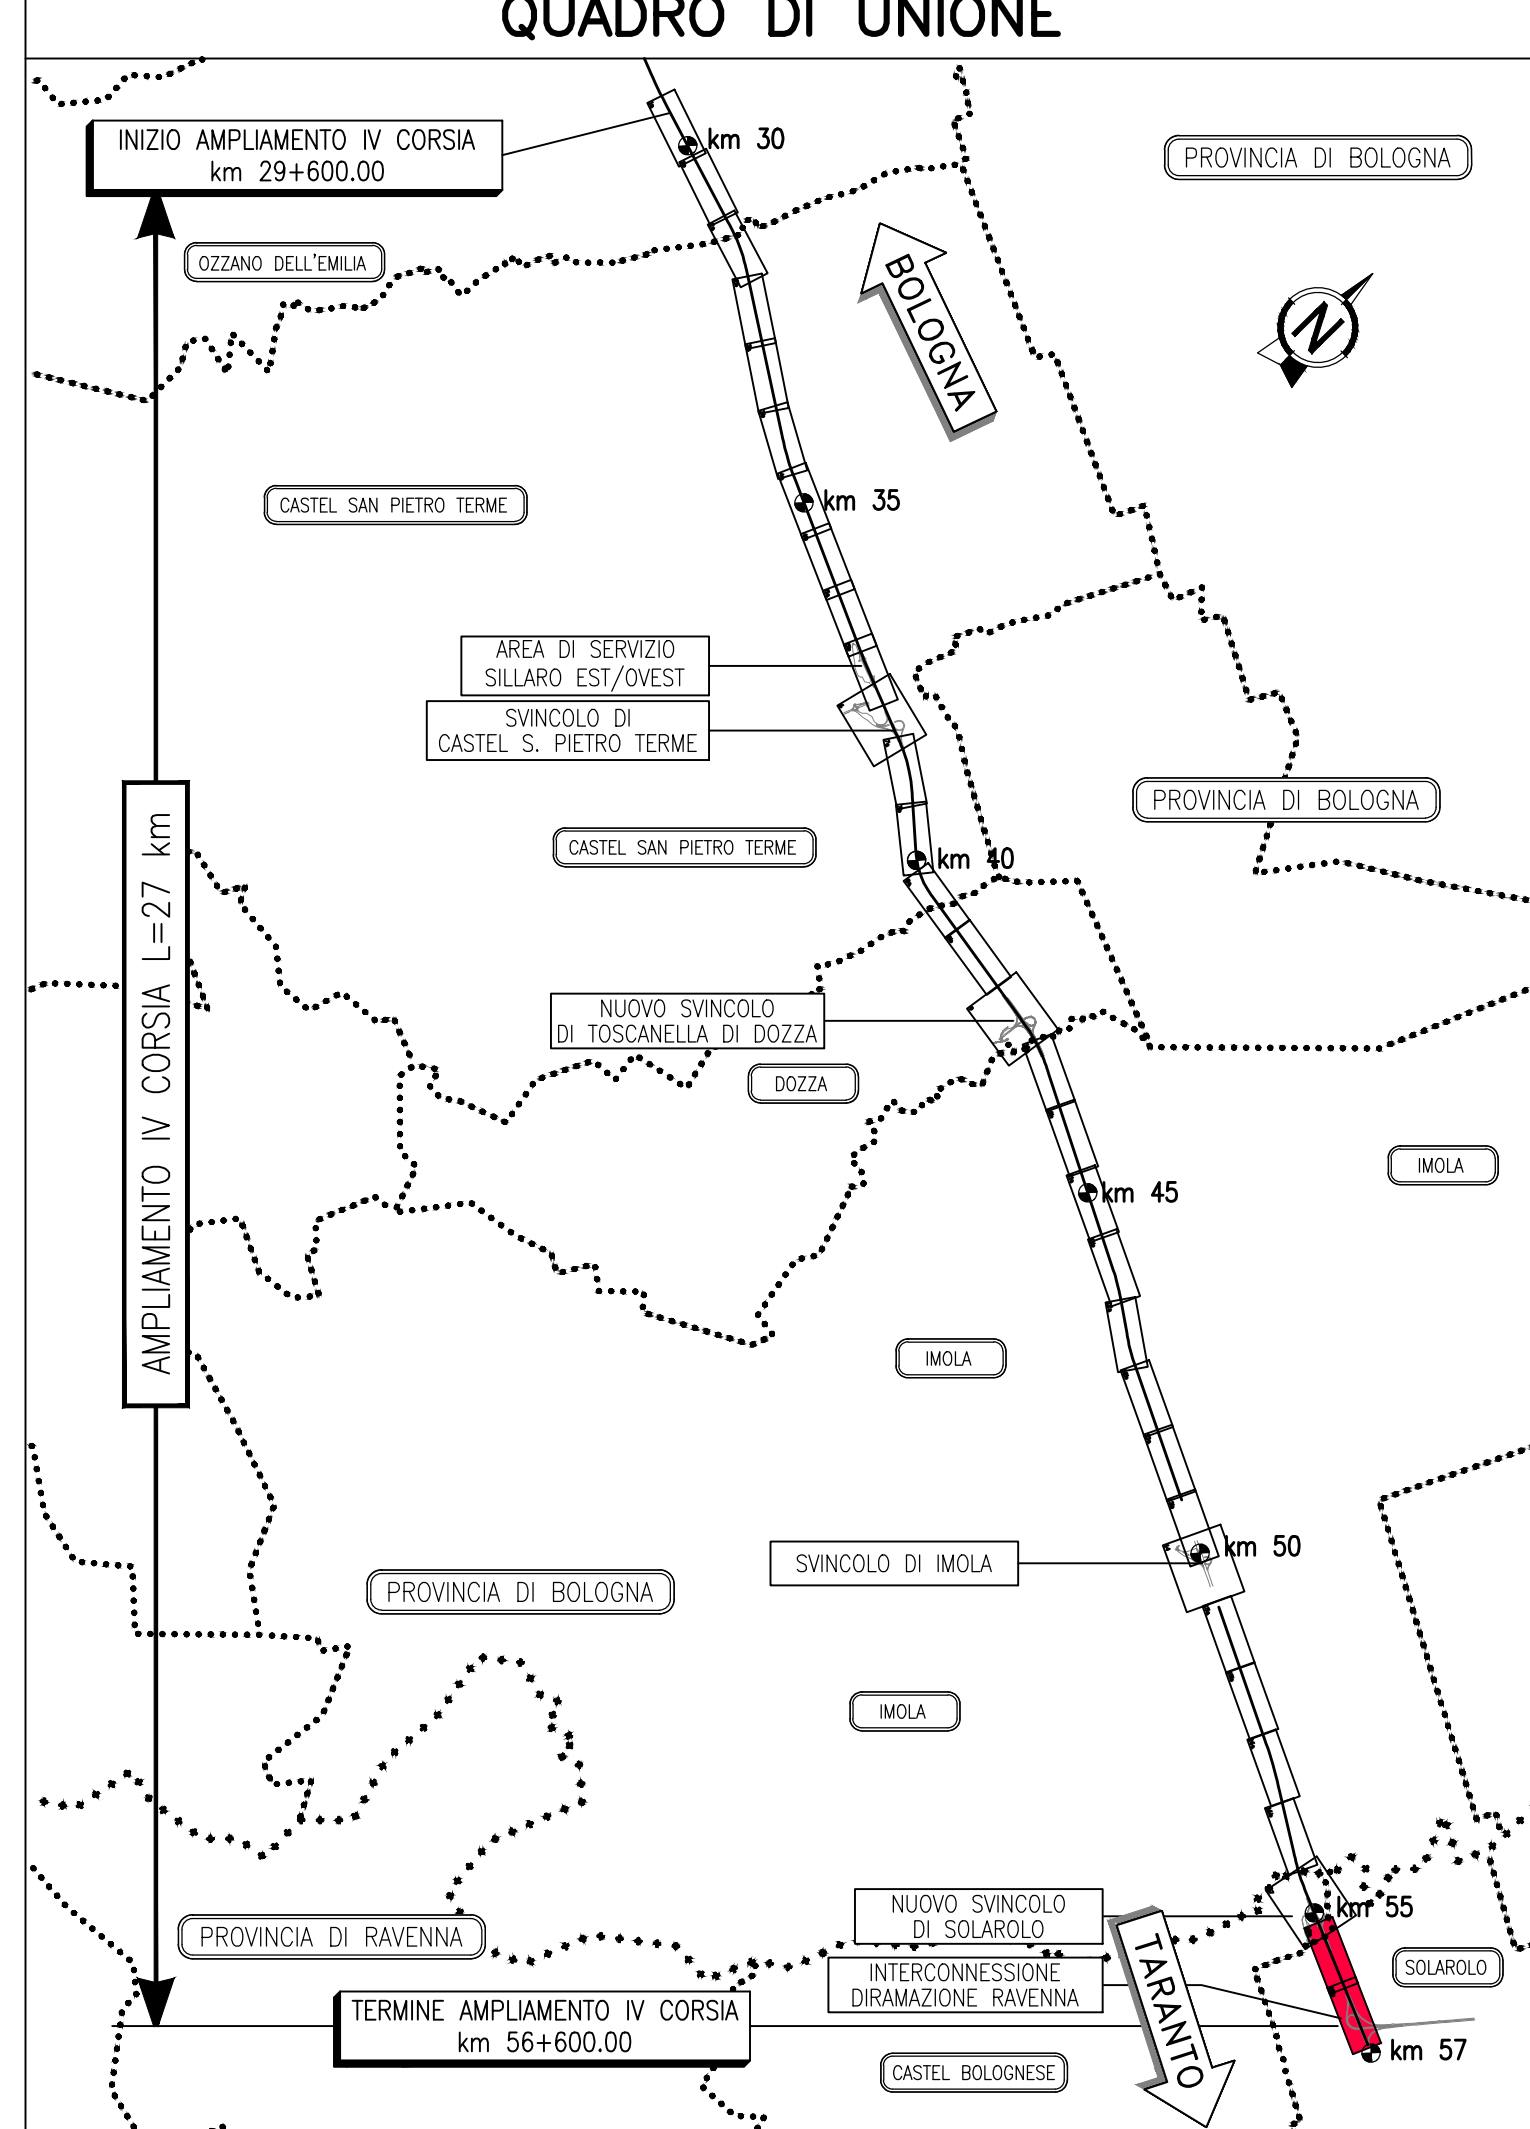 QUADRO DI UNIONE
INIZIO AMPLIAMENTO IV CORSIA
km 29+600.00
km 30
PROVINCIA DI BOLOGNA
OZZANO DELL'EMILIA
BOLOGNA
N
CASTEL SAN PIETRO TERME
km 35
AREA DI SERVIZIO
SILLARO EST/OVEST
SVINCOLO DI
CASTEL S. PIETRO TERME
PROVINCIA DI BOLOGNA
AMPLIAMENTO IV CORSIA L=27 km
CASTEL SAN PIETRO TERME
km 40
NUOVO SVINCOLO
DI TOSCANELLA DI DOZZA
DOZZA
IMOLA
km 45
IMOLA
SVINCOLO DI IMOLA
km 50
PROVINCIA DI BOLOGNA
IMOLA
NUOVO SVINCOLO
DI SOLAROLO
km 55
PROVINCIA DI RAVENNA
SOLAROLO
INTERCONNESSIONE
DIRAMAZIONE RAVENNA
TARANTO
TERMINE AMPLIAMENTO IV CORSIA
km 56+600.00
km 57
CASTEL BOLOGNESE